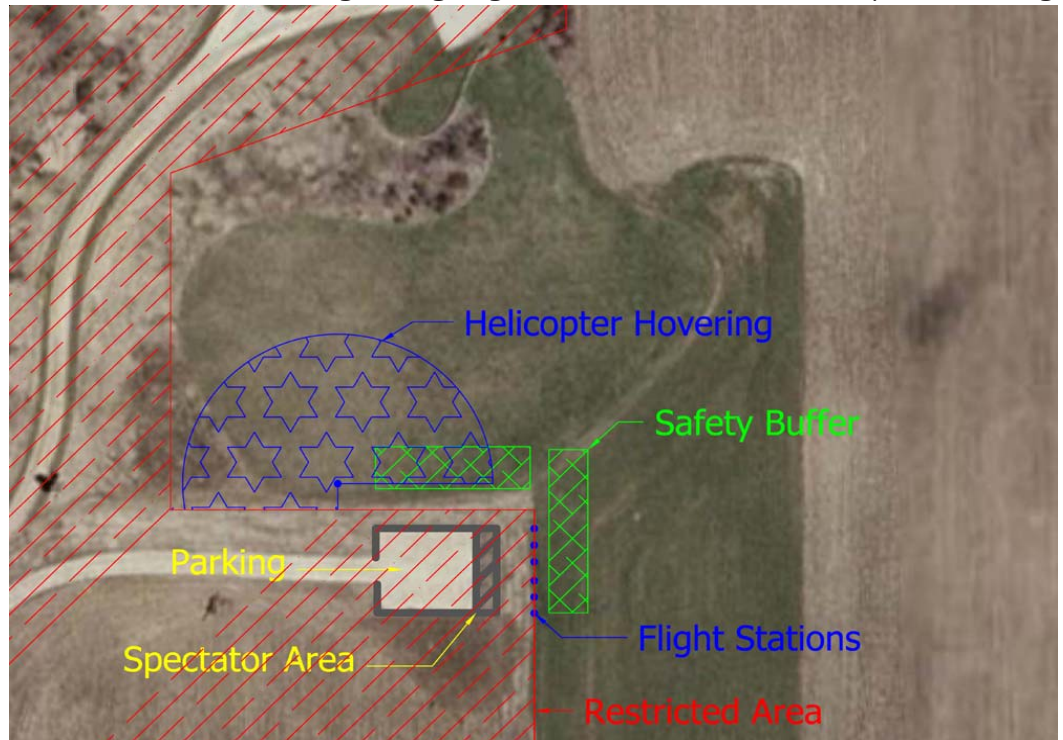 Helicopter Hovering
Safety Buffer
Parking
Flight Stations
Spectator Area
Restricted Area